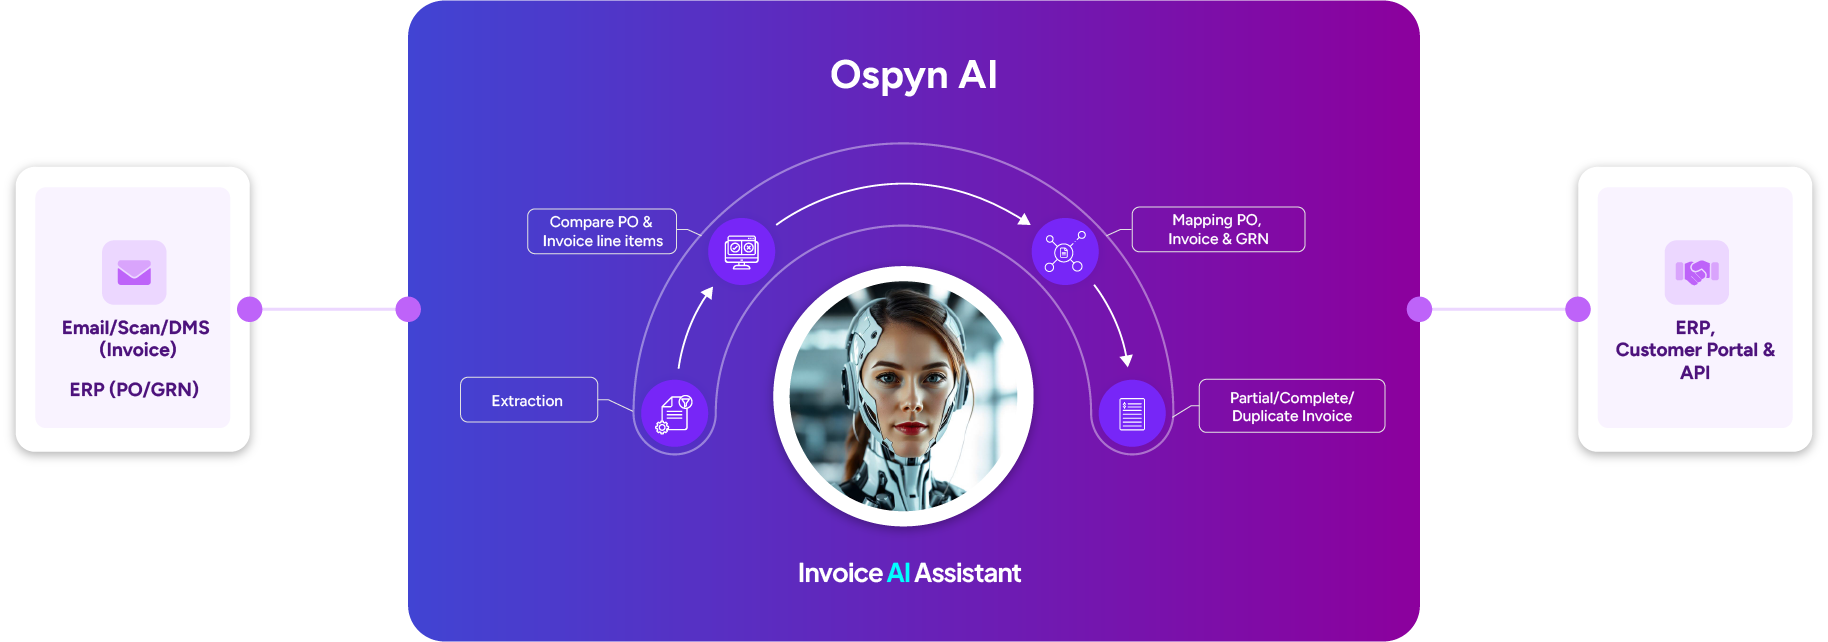 Ospyn AI
Email/Scan/DMS
(Invoice)
ERP (PO/GRN)
Extraction
Compare PO &
Invoice line items
Mapping PO,
Invoice & GRN
Partial/Complete/
Duplicate Invoice
Invoice AI Assistant
ERP,
Customer Portal &
API